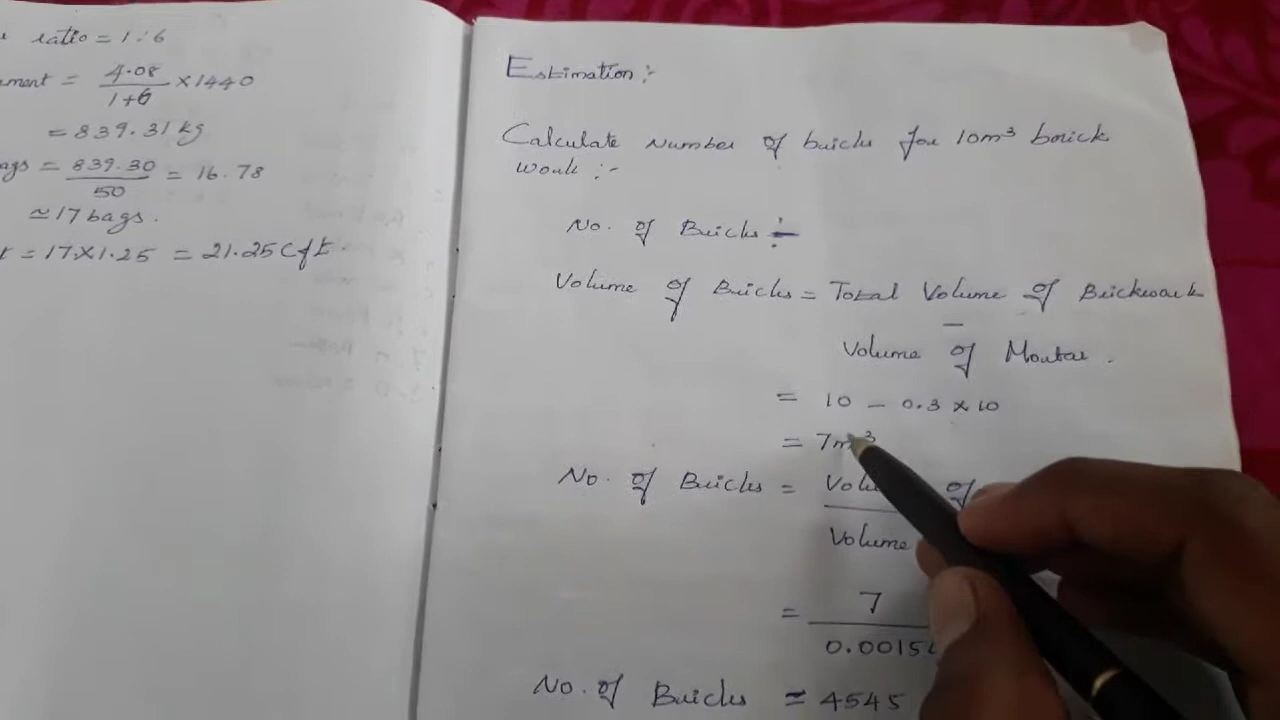 ratio = 1:6
= 4.08 / 1+6 × 1440
= 839.31 kg
= 839.30 / 50 = 16.78
≃ 17 bags.
= 17×1.25 = 21.25 Cft.
Estimation :-
Calculate Number of bricks for 10m³ brick
work :-
No. of Bricks :-
Volume of Bricks = Total Volume of Brickwork
—
Volume of Mortar.
= 10 – 0.3 × 10
= 7m³
No. of Bricks = of
Volume
= 7
0.0015
No. of Bricks ≃ 4545